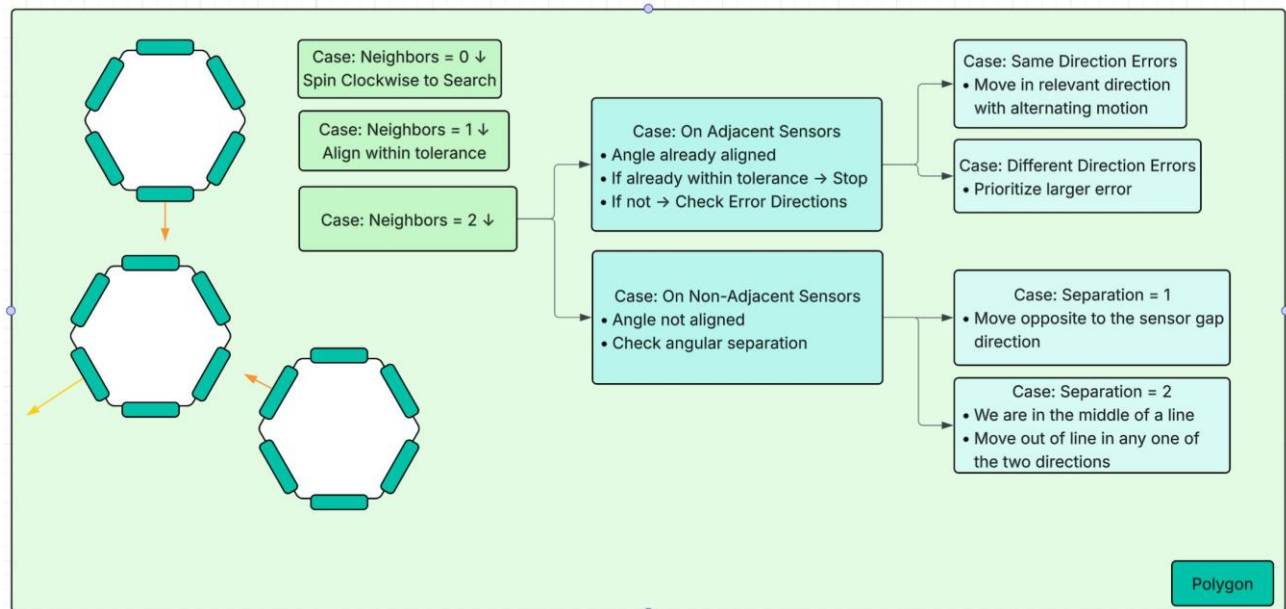 Case: Neighbors = 0 ↓
Spin Clockwise to Search
Case: Neighbors = 1 ↓
Align within tolerance
Case: Neighbors = 2 ↓
Case: On Adjacent Sensors
• Angle already aligned
• If already within tolerance → Stop
• If not → Check Error Directions
Case: On Non-Adjacent Sensors
• Angle not aligned
• Check angular separation
Case: Same Direction Errors
• Move in relevant direction
with alternating motion
Case: Different Direction Errors
• Prioritize larger error
Case: Separation = 1
• Move opposite to the sensor gap
direction
Case: Separation = 2
• We are in the middle of a line
• Move out of line in any one of
the two directions
Polygon